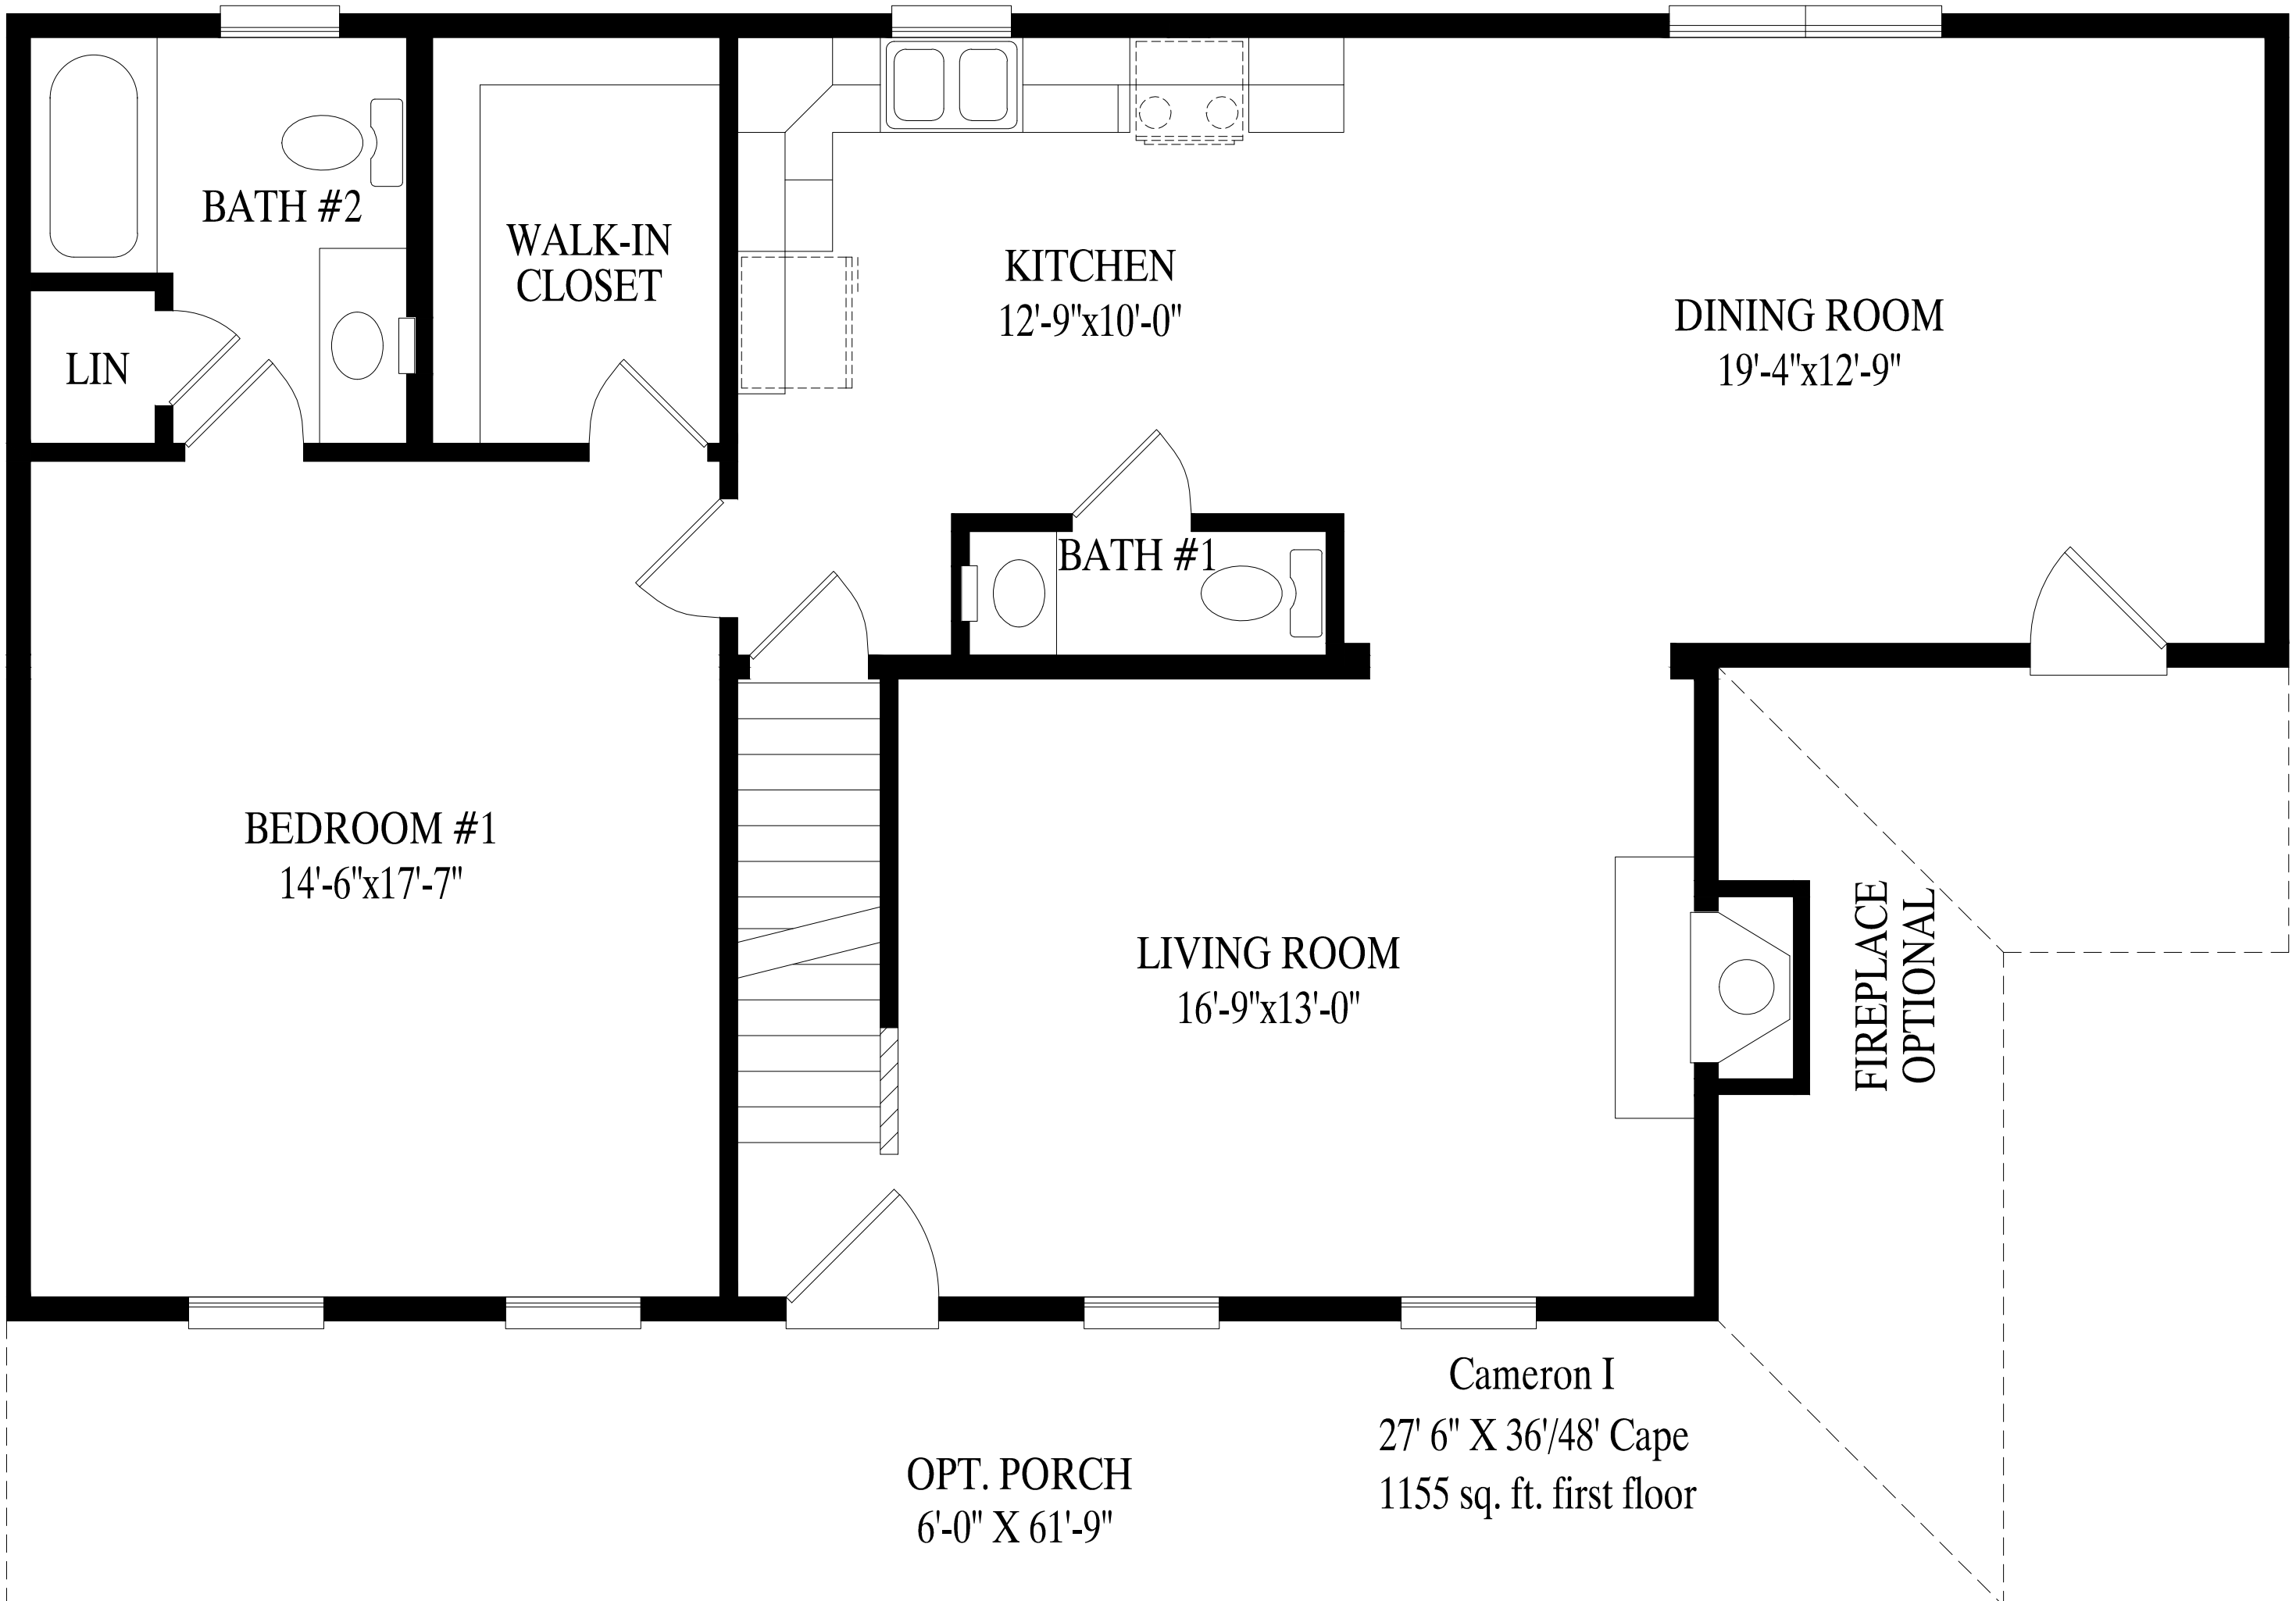 BATH #2
WALK-IN
CLOSET
KITCHEN
12'-9"x10'-0"
DINING ROOM
19'-4"x12'-9"
LIN
BATH #1
BEDROOM #1
14'-6"x17'-7"
LIVING ROOM
16'-9"x13'-0"
FIREPLACE
OPTIONAL
Cameron I
27' 6" X 36'/48' Cape
1155 sq. ft. first floor
OPT. PORCH
6'-0" X 61'-9"